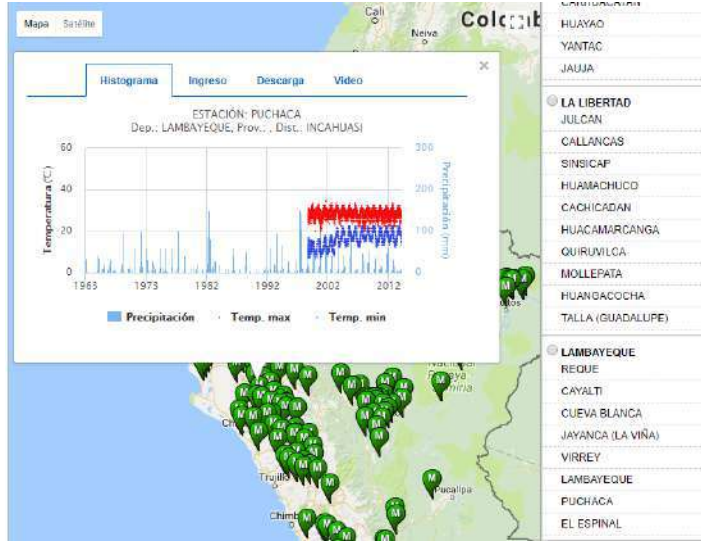 Mapa
Satélite
Cali
Neiva
Histograma
Ingreso
Descarga
Video
×
ESTACIÓN: PUCHACA
Dep.: LAMBAYEQUE, Prov.: , Dist.: INCAHUASI
Temperatura (°C)
60
40
20
0
Precipitación (mm)
300
200
100
0
1963
1973
1982
1992
2002
2012
Precipitación
Temp. max
Temp. min
Trujillo
Pucallpa
M
HUAYAO
YANTAC
JAUJA
LA LIBERTAD
JULCAN
CALLANCAS
SINSICAP
HUAMACHUCO
CACHICADAN
HUACAMARCANGA
QUIRUVILCA
MOLLEPATA
HUANGACOCHA
TALLA (GUADALUPE)
LAMBAYEQUE
REQUE
CAYALTI
CUEVA BLANCA
JAYANCA (LA VIÑA)
VIRREY
LAMBAYEQUE
PUCHACA
EL ESPINAL